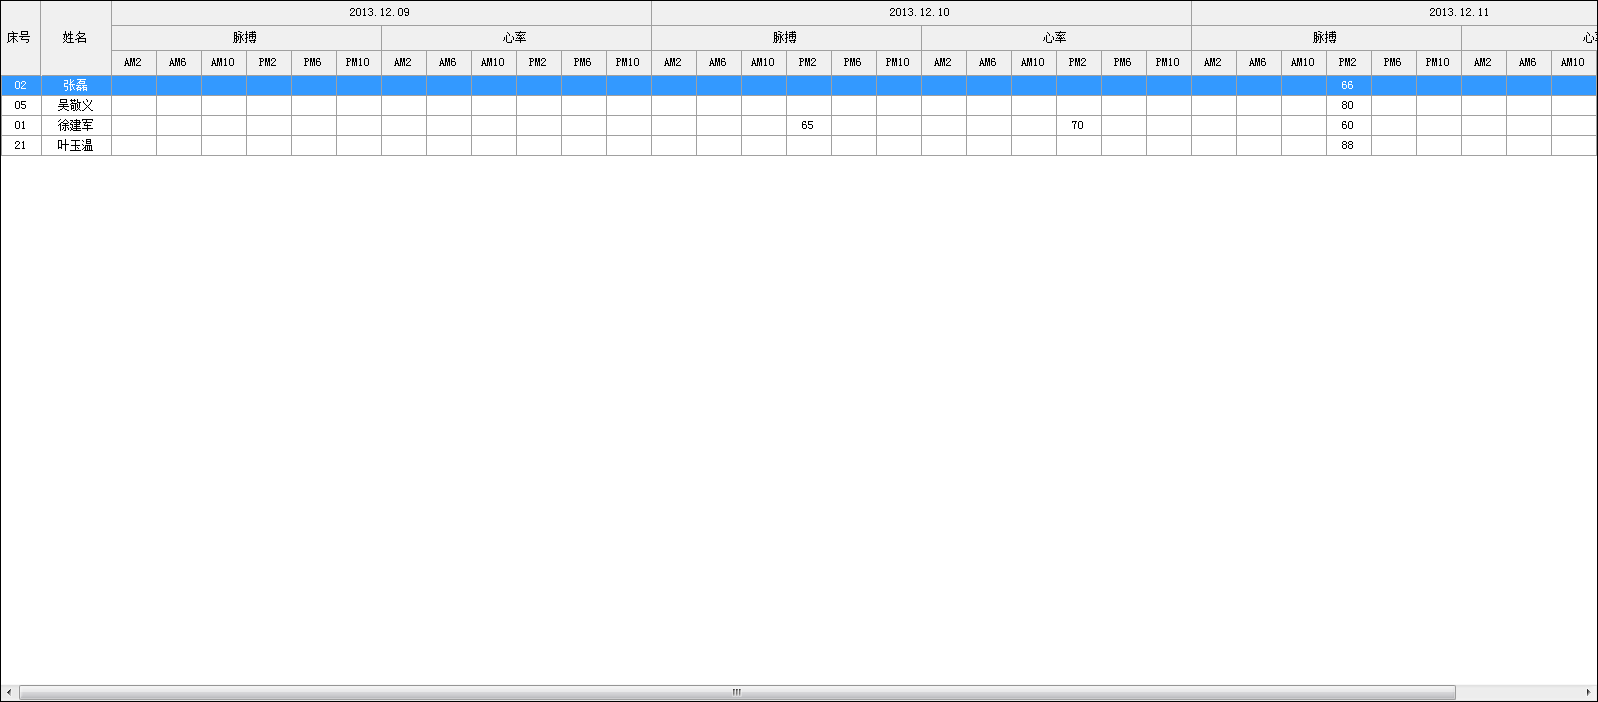 2013.12.09 2013.12.10 2013.12.11
床号 姓名 脉搏 心率 脉搏 心率 脉搏
AM2 AM6 AM10 PM2 PM6 PM10 AM2 AM6 AM10 PM2 PM6 PM10 AM2 AM6 AM10 PM2 PM6 PM10 AM2 AM6 AM10 PM2 PM6 PM10 AM2 AM6 AM10 PM2 PM6 PM10 AM2 AM6 AM10
02 张磊 66
05 吴敬义 80
01 徐建军 65 70 60
21 叶玉温 88